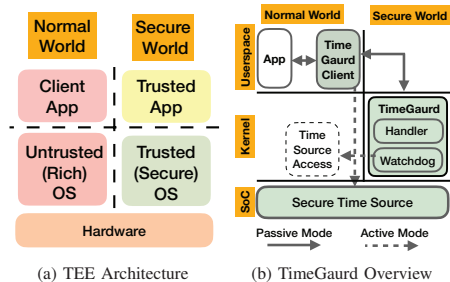 Normal
World
Secure
World
Client
App
Trusted
App
Untrusted
(Rich)
OS
Trusted
(Secure)
OS
Hardware
(a) TEE Architecture
Normal World
Secure World
Userspace
App
Time
Gaurd
Client
Kernel
TimeGaurd
Handler
Watchdog
Time
Source
Access
SoC
Secure Time Source
Passive Mode
Active Mode
(b) TimeGaurd Overview